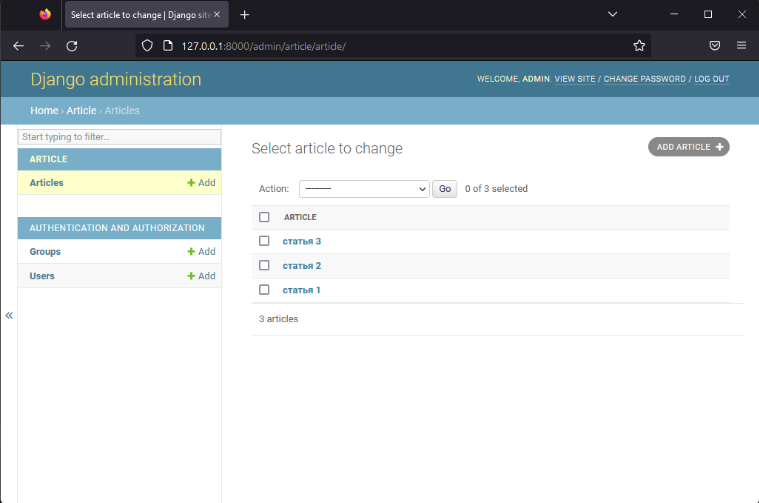 Select article to change | Django site
127.0.0.1:8000/admin/article/article/
Django administration
WELCOME, ADMIN. VIEW SITE / CHANGE PASSWORD / LOG OUT
Home › Article › Articles
Start typing to filter...
ARTICLE
Articles + Add
AUTHENTICATION AND AUTHORIZATION
Groups + Add
Users + Add
«
Select article to change
ADD ARTICLE +
Action: --------- Go 0 of 3 selected
ARTICLE
статья 3
статья 2
статья 1
3 articles